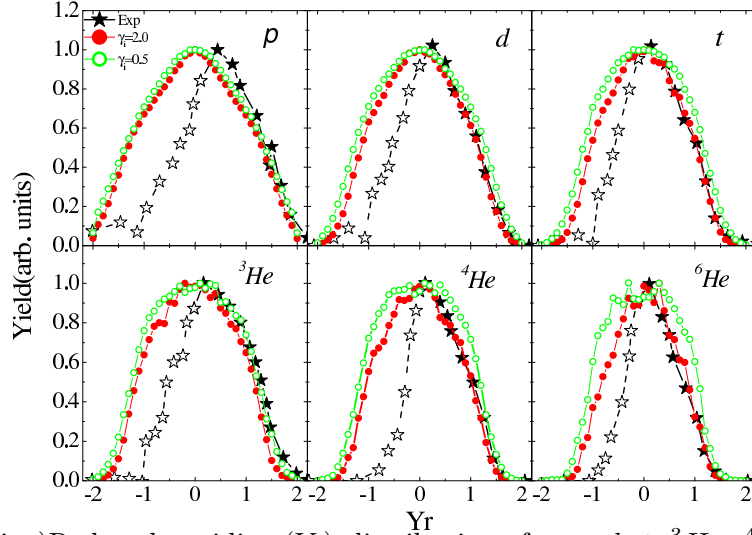 1.2
1.0
0.8
0.6
0.4
0.2
0.0
Exp
γi=2.0
γi=0.5
p
d
t
Yield(arb. units)
1.0
0.8
0.6
0.4
0.2
0.0
³He
⁴He
⁶He
-2 -1 0 1 2 -2 -1 0 1 2 -2 -1 0 1 2
Yr